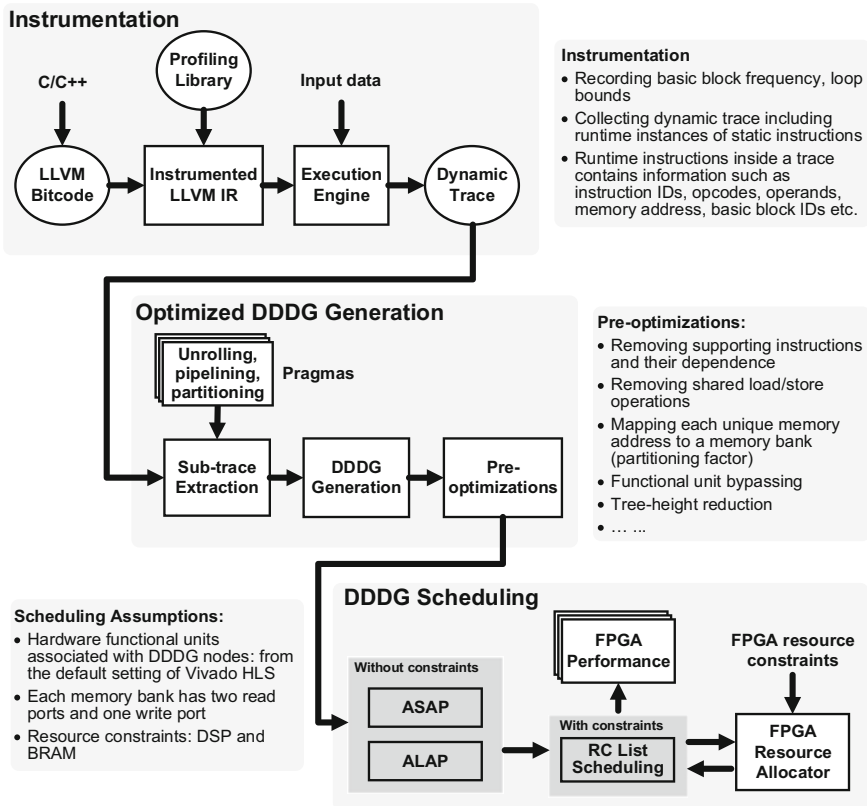 Instrumentation
C/C++
Profiling
Library
Input data
LLVM
Bitcode
Instrumented
LLVM IR
Execution
Engine
Dynamic
Trace
Instrumentation
• Recording basic block frequency, loop
bounds
• Collecting dynamic trace including
runtime instances of static instructions
• Runtime instructions inside a trace
contains information such as
instruction IDs, opcodes, operands,
memory address, basic block IDs etc.
Optimized DDDG Generation
Unrolling,
pipelining,
partitioning
Pragmas
Sub-trace
Extraction
DDDG
Generation
Pre-
optimizations
Pre-optimizations:
• Removing supporting instructions
and their dependence
• Removing shared load/store
operations
• Mapping each unique memory
address to a memory bank
(partitioning factor)
• Functional unit bypassing
• Tree-height reduction
• ... ...
Scheduling Assumptions:
• Hardware functional units
associated with DDDG nodes: from
the default setting of Vivado HLS
• Each memory bank has two read
ports and one write port
• Resource constraints: DSP and
BRAM
DDDG Scheduling
Without constraints
ASAP
ALAP
FPGA
Performance
With constraints
RC List
Scheduling
FPGA resource
constraints
FPGA
Resource
Allocator